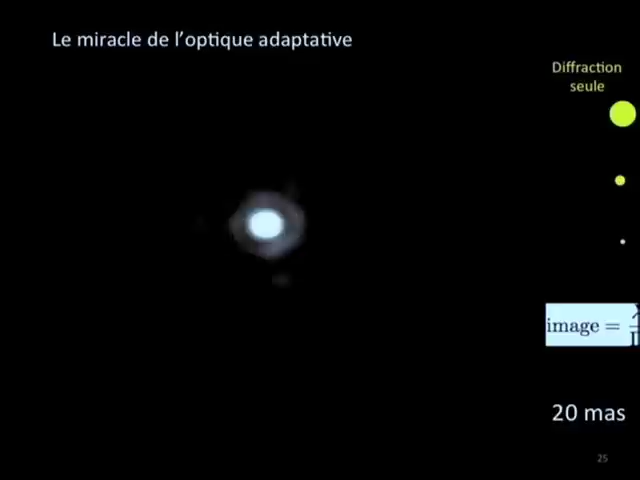 Le miracle de l'optique adaptative
Diffraction
seule
image =
20 mas
25